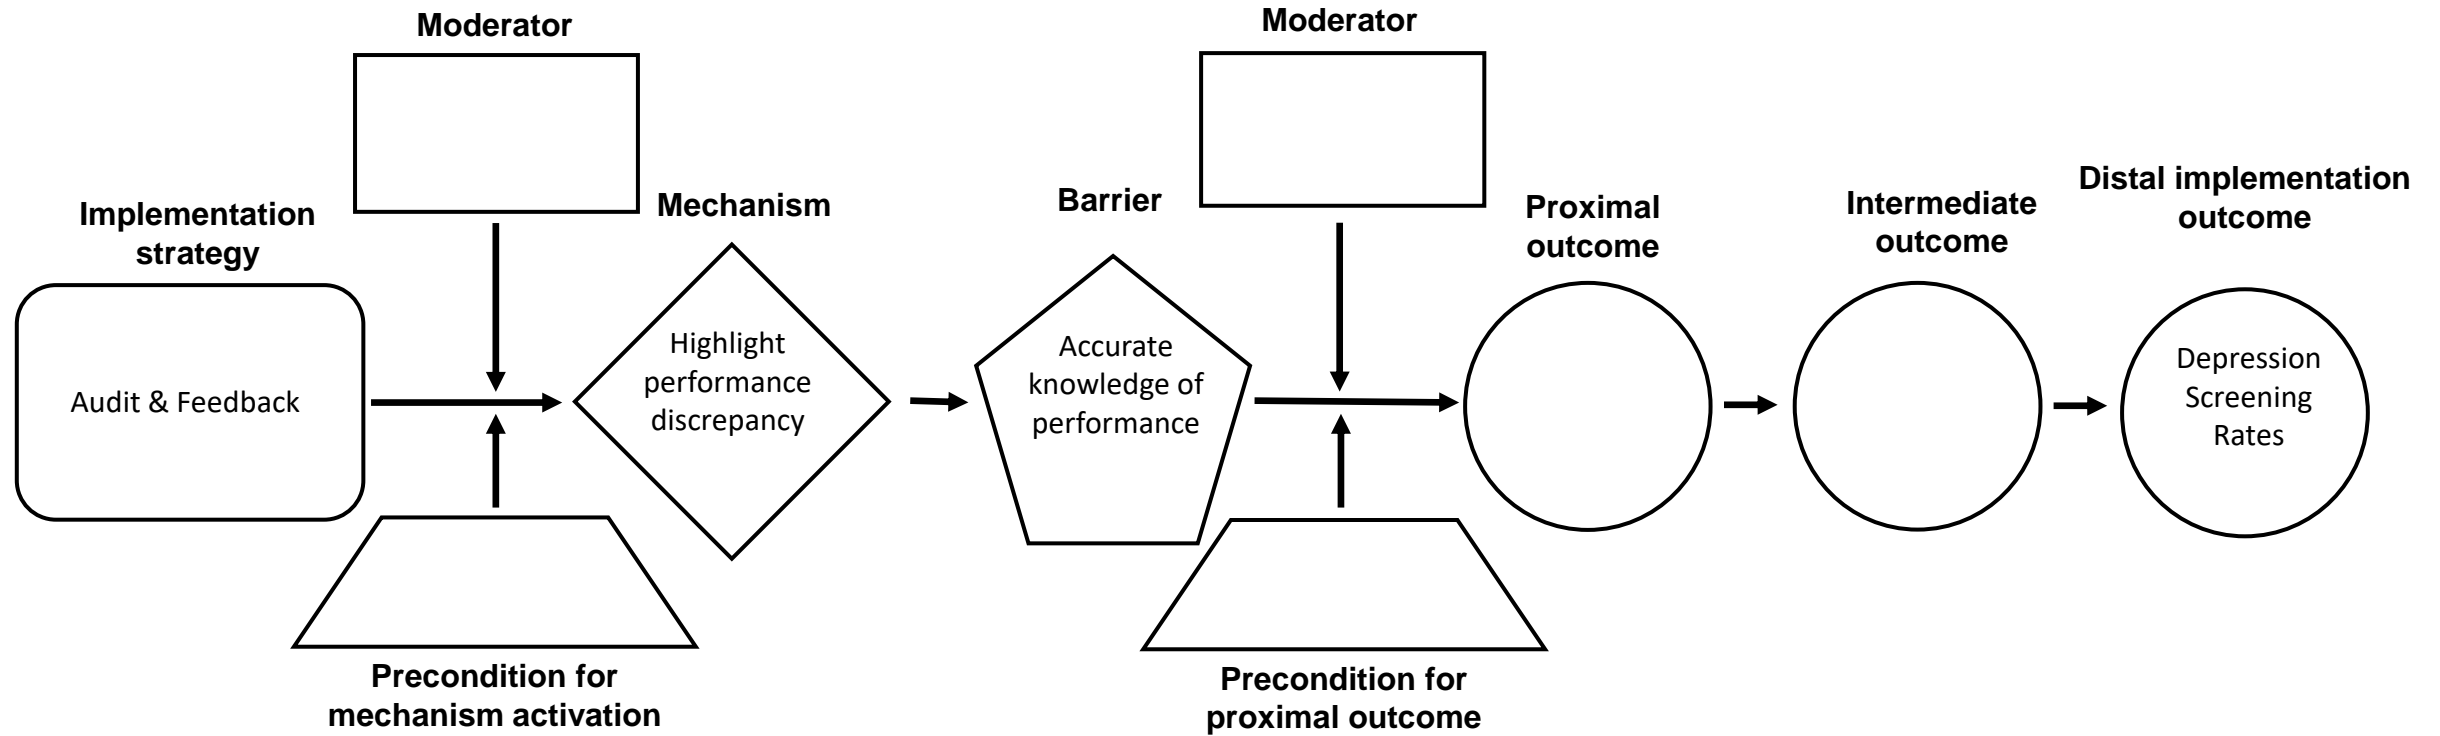 Moderator
Moderator
Implementation
strategy
Mechanism
Barrier
Proximal
outcome
Intermediate
outcome
Distal implementation
outcome
Audit & Feedback
Highlight
performance
discrepancy
Accurate
knowledge of
performance
Depression
Screening
Rates
Precondition for
mechanism activation
Precondition for
proximal outcome